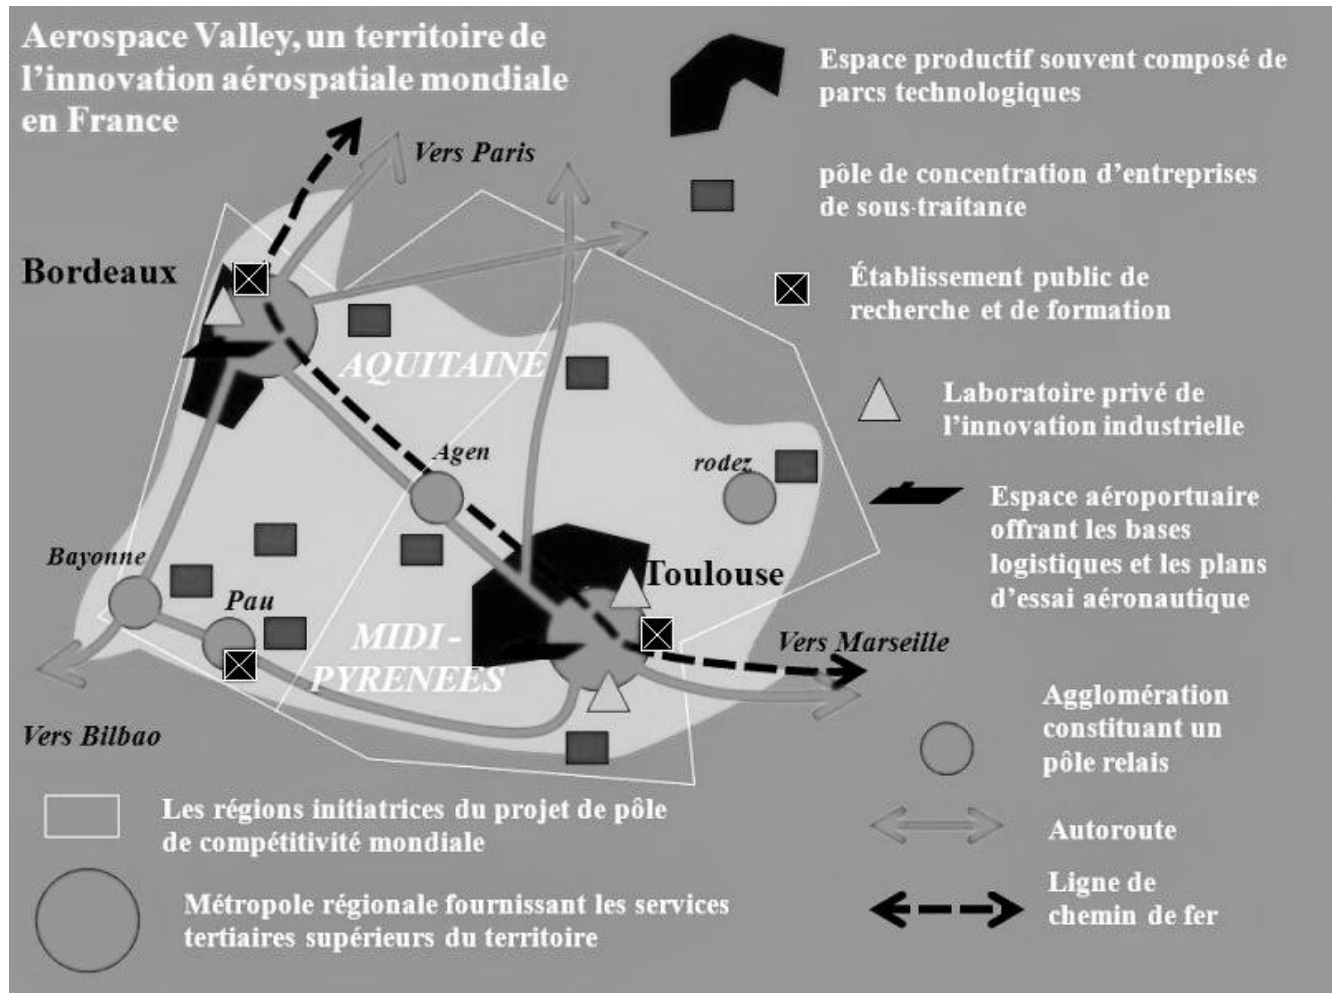 Aerospace Valley, un territoire de
l'innovation aérospatiale mondiale
en France
Espace productif souvent composé de
parcs technologiques
Vers Paris
pôle de concentration d'entreprises
de sous-traitance
Bordeaux
Établissement public de
recherche et de formation
AQUITAINE
Laboratoire privé de
l'innovation industrielle
Agen
rodez
Espace aéroportuaire
offrant les bases
logistiques et les plans
d'essai aéronautique
Bayonne
Toulouse
Pau
MIDI -
PYRENEES
Vers Marseille
Vers Bilbao
Agglomération
constituant un
pôle relais
Les régions initiatrices du projet de pôle
de compétitivité mondiale
Autoroute
Métropole régionale fournissant les services
tertiaires supérieurs du territoire
Ligne de
chemin de fer